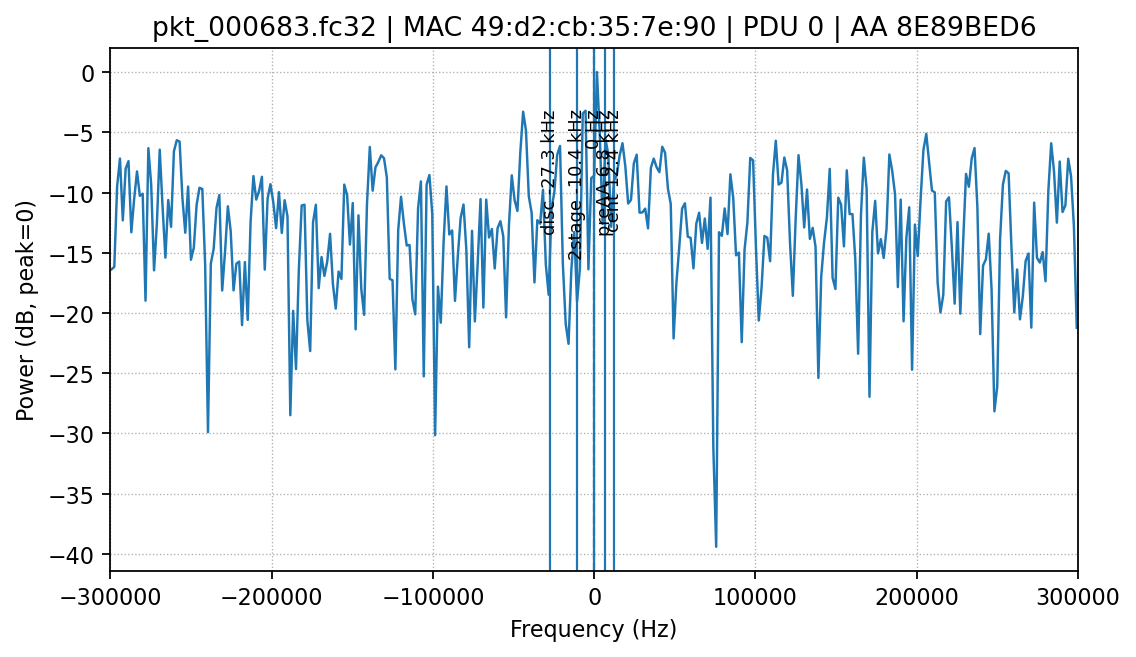 pkt_000683.fc32 | MAC 49:d2:cb:35:7e:90 | PDU 0 | AA 8E89BED6
Power (dB, peak=0)
0
−5
−10
−15
−20
−25
−30
−35
−40
disc -27.3 kHz
2stage -10.4 kHz
0 Hz
preAA 6.8 kHz
cent 12.4 kHz
−300000
−200000
−100000
0
100000
200000
300000
Frequency (Hz)